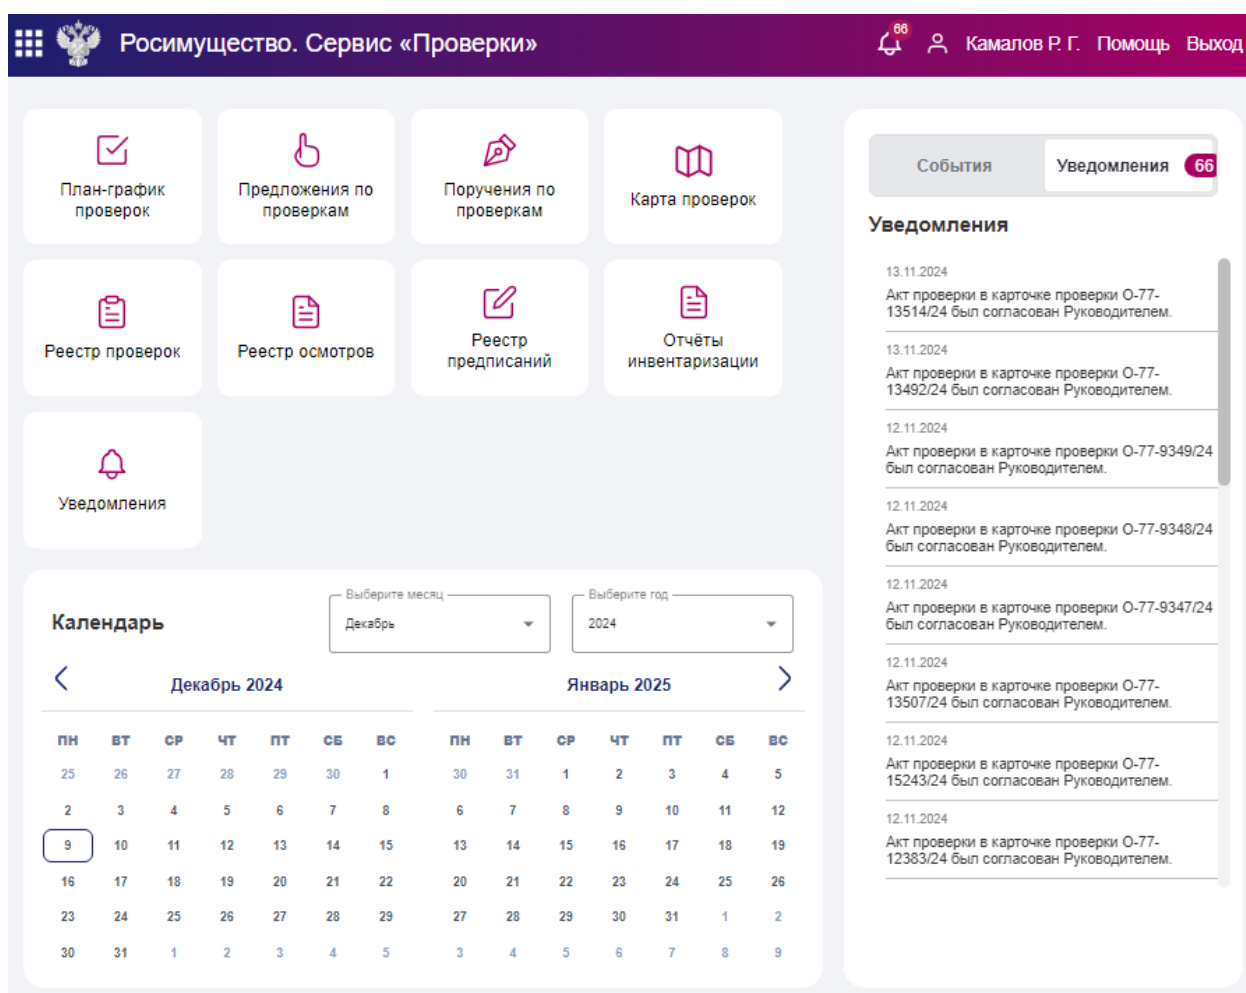 Росимущество. Сервис «Проверки»
66
Камалов Р. Г. Помощь Выход
План-график
проверок
Предложения по
проверкам
Поручения по
проверкам
Карта проверок
Реестр проверок
Реестр осмотров
Реестр
предписаний
Отчёты
инвентаризации
Уведомления
События
Уведомления 66
Уведомления
13.11.2024
Акт проверки в карточке проверки О-77-
13514/24 был согласован Руководителем.
13.11.2024
Акт проверки в карточке проверки О-77-
13492/24 был согласован Руководителем.
12.11.2024
Акт проверки в карточке проверки О-77-9349/24
был согласован Руководителем.
12.11.2024
Акт проверки в карточке проверки О-77-9348/24
был согласован Руководителем.
12.11.2024
Акт проверки в карточке проверки О-77-9347/24
был согласован Руководителем.
12.11.2024
Акт проверки в карточке проверки О-77-
13507/24 был согласован Руководителем.
12.11.2024
Акт проверки в карточке проверки О-77-
15243/24 был согласован Руководителем.
12.11.2024
Акт проверки в карточке проверки О-77-
12383/24 был согласован Руководителем.
Календарь
Выберите месяц
Декабрь
Выберите год
2024
Декабрь 2024
ПН ВТ СР ЧТ ПТ СБ ВС
25 26 27 28 29 30 1
2 3 4 5 6 7 8
9 10 11 12 13 14 15
16 17 18 19 20 21 22
23 24 25 26 27 28 29
30 31 1 2 3 4 5
Январь 2025
ПН ВТ СР ЧТ ПТ СБ ВС
30 31 1 2 3 4 5
6 7 8 9 10 11 12
13 14 15 16 17 18 19
20 21 22 23 24 25 26
27 28 29 30 31 1 2
3 4 5 6 7 8 9